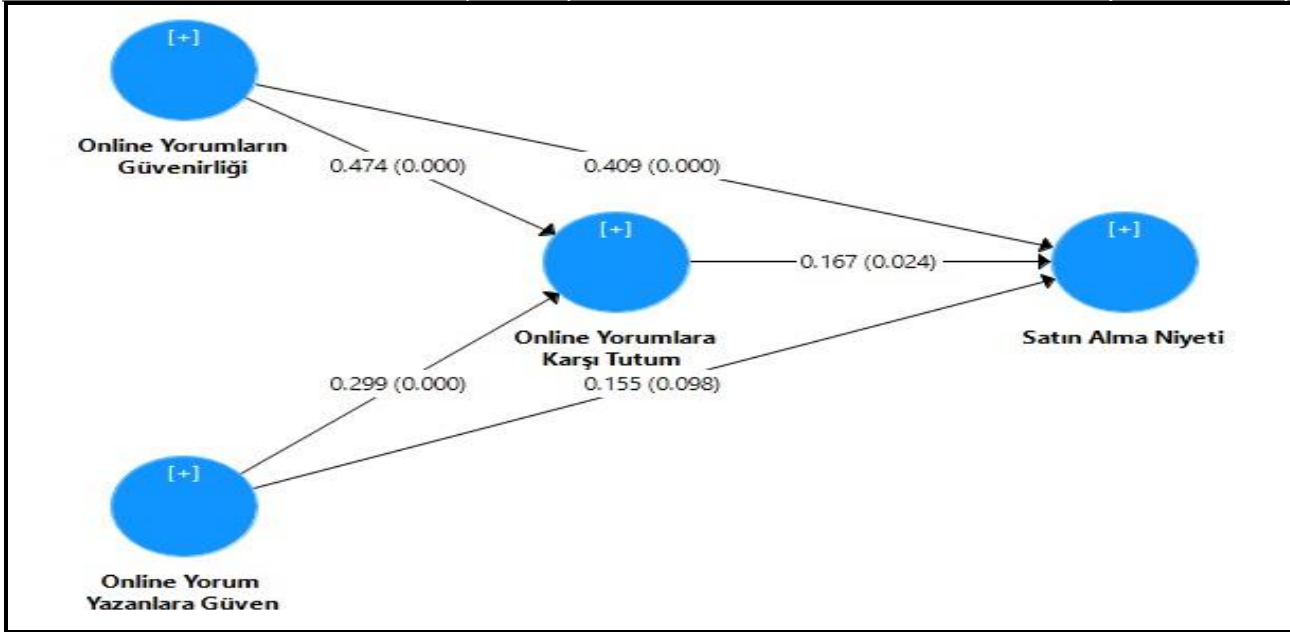 [+]
Online Yorumların
Güvenirliği
0.474 (0.000)
0.409 (0.000)
[+]
[+]
0.167 (0.024)
Online Yorumlara
Karşı Tutum
Satın Alma Niyeti
0.299 (0.000)
0.155 (0.098)
[+]
Online Yorum
Yazanlara Güven